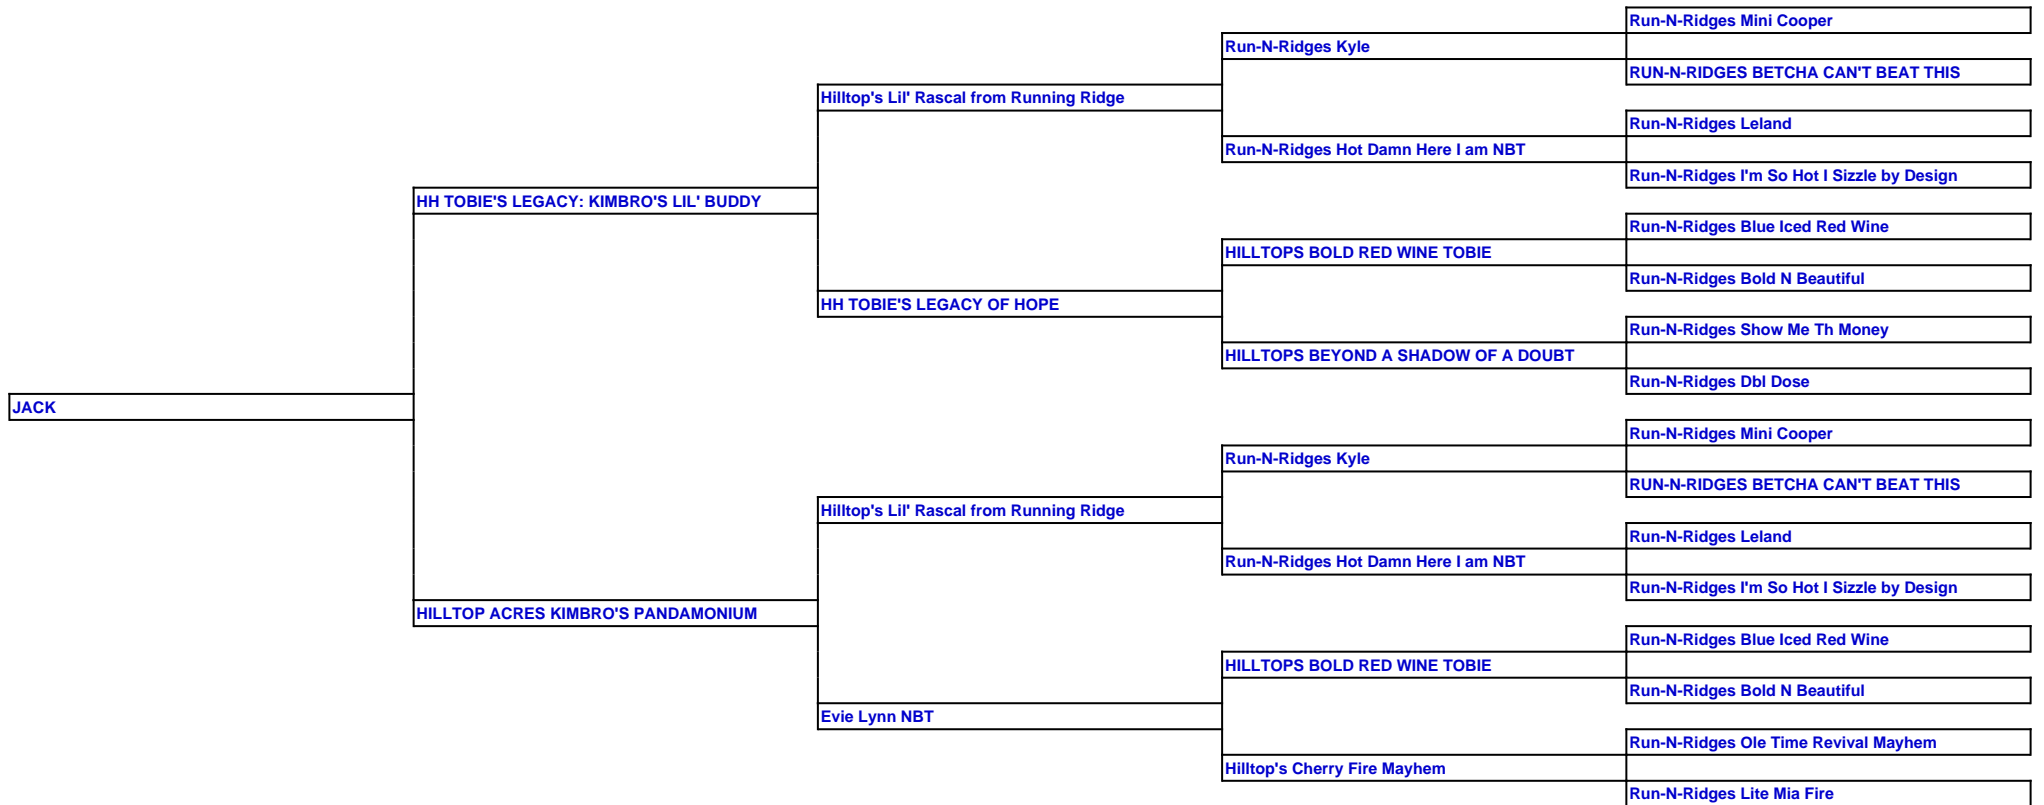 Run-N-Ridges Mini Cooper
Run-N-Ridges Kyle
RUN-N-RIDGES BETCHA CAN'T BEAT THIS
Hilltop's Lil' Rascal from Running Ridge
Run-N-Ridges Leland
Run-N-Ridges Hot Damn Here I am NBT
Run-N-Ridges I'm So Hot I Sizzle by Design
HH TOBIE'S LEGACY: KIMBRO'S LIL' BUDDY
Run-N-Ridges Blue Iced Red Wine
HILLTOPS BOLD RED WINE TOBIE
Run-N-Ridges Bold N Beautiful
HH TOBIE'S LEGACY OF HOPE
Run-N-Ridges Show Me Th Money
HILLTOPS BEYOND A SHADOW OF A DOUBT
Run-N-Ridges Dbl Dose
JACK
Run-N-Ridges Mini Cooper
Run-N-Ridges Kyle
RUN-N-RIDGES BETCHA CAN'T BEAT THIS
Hilltop's Lil' Rascal from Running Ridge
Run-N-Ridges Leland
Run-N-Ridges Hot Damn Here I am NBT
Run-N-Ridges I'm So Hot I Sizzle by Design
HILLTOP ACRES KIMBRO'S PANDAMONIUM
Run-N-Ridges Blue Iced Red Wine
HILLTOPS BOLD RED WINE TOBIE
Run-N-Ridges Bold N Beautiful
Evie Lynn NBT
Run-N-Ridges Ole Time Revival Mayhem
Hilltop's Cherry Fire Mayhem
Run-N-Ridges Lite Mia Fire